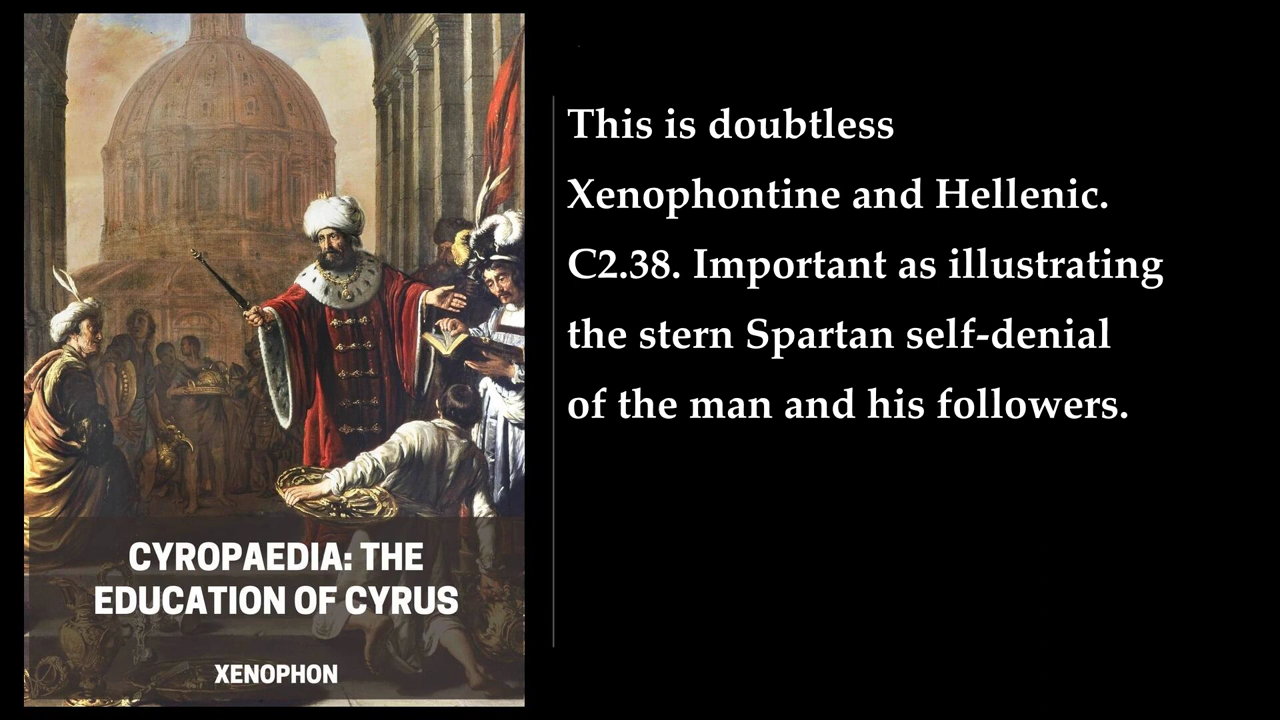 This is doubtless
Xenophontine and Hellenic.
C2.38. Important as illustrating
the stern Spartan self-denial
of the man and his followers.
CYROPAEDIA: THE
EDUCATION OF CYRUS
XENOPHON